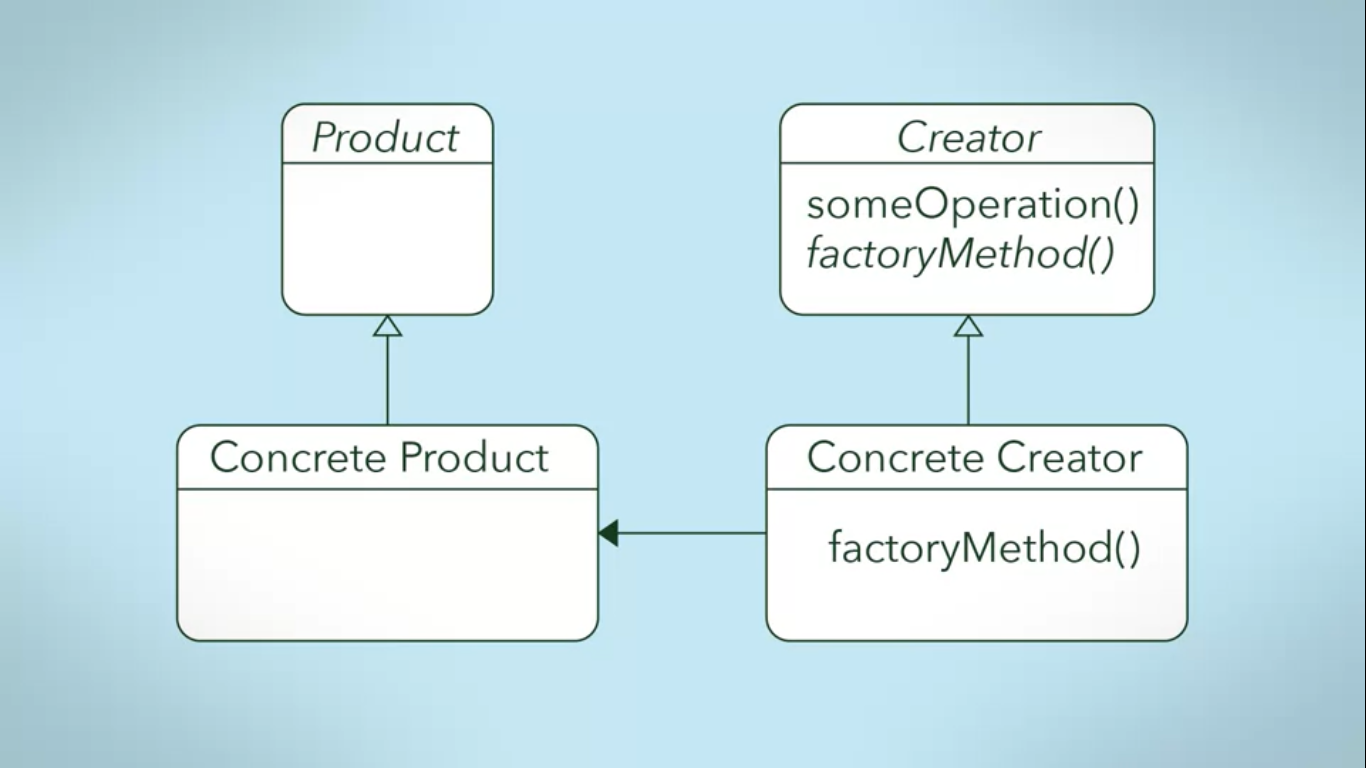 Product
Creator
someOperation()
factoryMethod()
Concrete Product
Concrete Creator
factoryMethod()